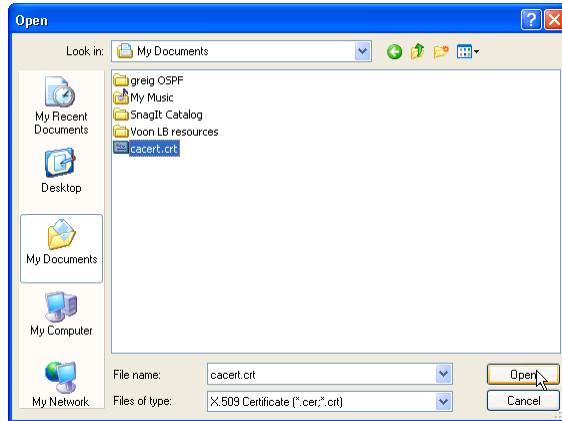 Open
Look in:
My Documents
My Recent
Documents
Desktop
My Documents
My Computer
My Network
greig OSPF
My Music
SnagIt Catalog
Voon LB resources
cacert.crt
File name:
cacert.crt
Open
Files of type:
X.509 Certificate (*.cer;*.crt)
Cancel